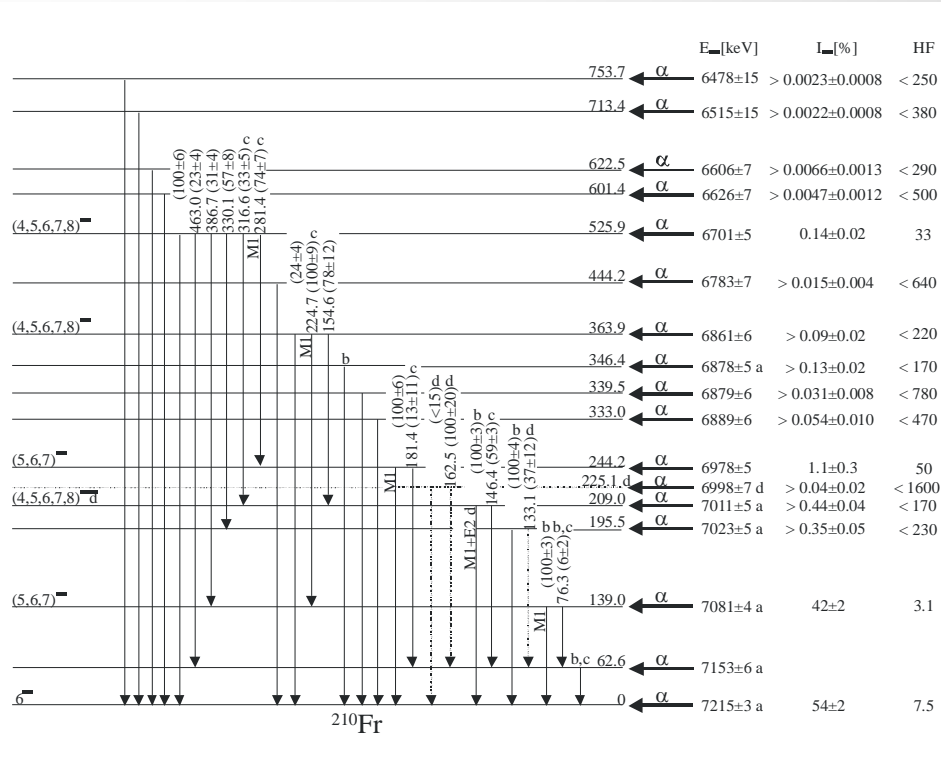 E [keV] I [%] HF
753.7 α 6478±15 > 0.0023±0.0008 < 250
713.4 α 6515±15 > 0.0022±0.0008 < 380
622.5 α 6606±7 > 0.0066±0.0013 < 290
601.4 α 6626±7 > 0.0047±0.0012 < 500
(4,5,6,7,8)− 525.9 α 6701±5 0.14±0.02 33
(100±6)
463.0 (23±4)
386.7 (31±4)
330.1 (57±8)
316.6 (33±5) c
M1 281.4 (74±7) c
444.2 α 6783±7 > 0.015±0.004 < 640
(4,5,6,7,8)− 363.9 α 6861±6 > 0.09±0.02 < 220
(24±4)
M1 224.7 (100±9) c
154.6 (78±12)
b 346.4 α 6878±5 a > 0.13±0.02 < 170
339.5 α 6879±6 > 0.031±0.008 < 780
333.0 α 6889±6 > 0.054±0.010 < 470
(5,6,7)− 244.2 α 6978±5 1.1±0.3 50
M1 (100±6)
181.4 (13±11) c
225.1 d α 6998±7 d > 0.04±0.02 < 1600
(<15) d
162.5 (100±20) d
(4,5,6,7,8)− d 209.0 α 7011±5 a > 0.44±0.04 < 170
M1+E2 d (100±3) b
146.4 (59±3) c
195.5 α 7023±5 a > 0.35±0.05 < 230
(100±4) b
133.1 (37±12) d
(5,6,7)− 139.0 α 7081±4 a 42±2 3.1
M1 (100±3) b
76.3 (6±2) b,c
b,c 62.6 α 7153±6 a
6− 0 α 7215±3 a 54±2 7.5
210Fr